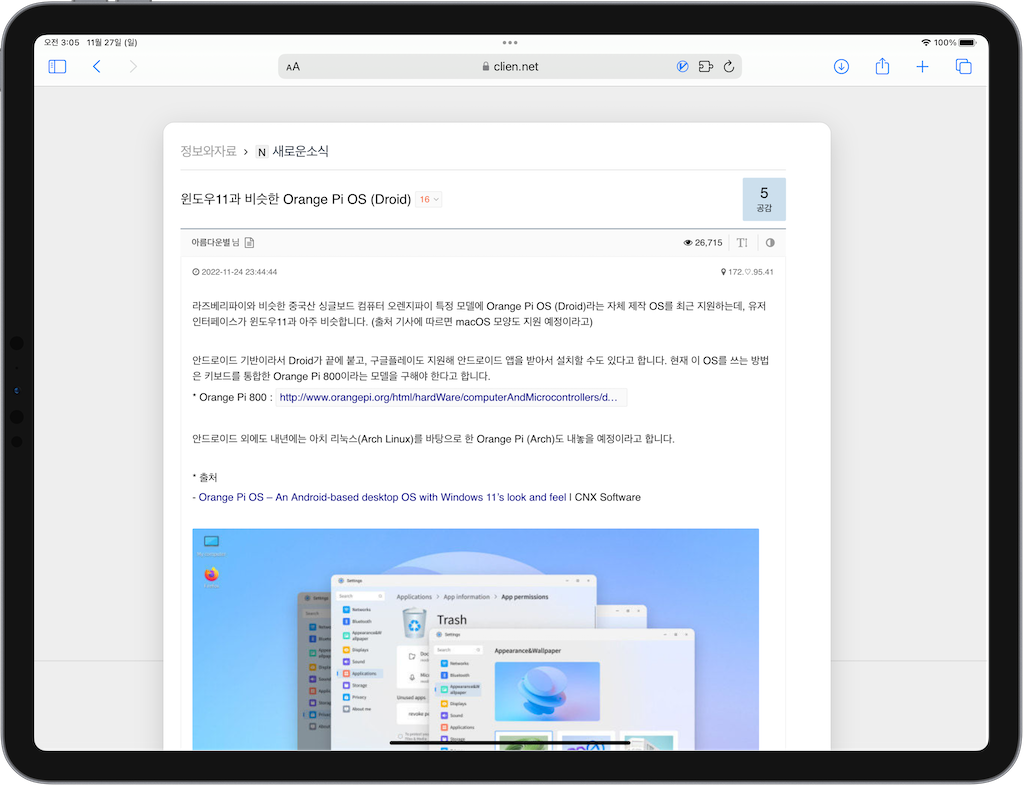 오전 3:05 11월 27일 (일)
100%
AA
clien.net
정보와자료 > N 새로운소식
윈도우11과 비슷한 Orange Pi OS (Droid) 16
5
공감
아름다운별 님
26,715
TI
2022-11-24 23:44:44
172.♡.95.41
라즈베리파이와 비슷한 중국산 싱글보드 컴퓨터 오렌지파이 특정 모델에 Orange Pi OS (Droid)라는 자체 제작 OS를 최근 지원하는데, 유저
인터페이스가 윈도우11과 아주 비슷합니다. (출처 기사에 따르면 macOS 모양도 지원 예정이라고)
안드로이드 기반이라서 Droid가 끝에 붙고, 구글플레이도 지원해 안드로이드 앱을 받아서 설치할 수도 있다고 합니다. 현재 이 OS를 쓰는 방법
은 키보드를 통합한 Orange Pi 800이라는 모델을 구해야 한다고 합니다.
* Orange Pi 800 : http://www.orangepi.org/html/hardWare/computerAndMicrocontrollers/d...
안드로이드 외에도 내년에는 아치 리눅스(Arch Linux)를 바탕으로 한 Orange Pi (Arch)도 내놓을 예정이라고 합니다.
* 출처
- Orange Pi OS – An Android-based desktop OS with Windows 11's look and feel | CNX Software
Settings
Search
Applications > App information > App permissions
Networks
Bluetooth
Appearance&W
allpaper
Displays
Sound
Applications
Storage
Privacy
About me
Trash
Unused apps
revoke pe
Settings
Search
Appearance&Wallpaper
Networks
Bluetooth
Appearance&W
allpaper
Displays
Sound
Applications
Storage